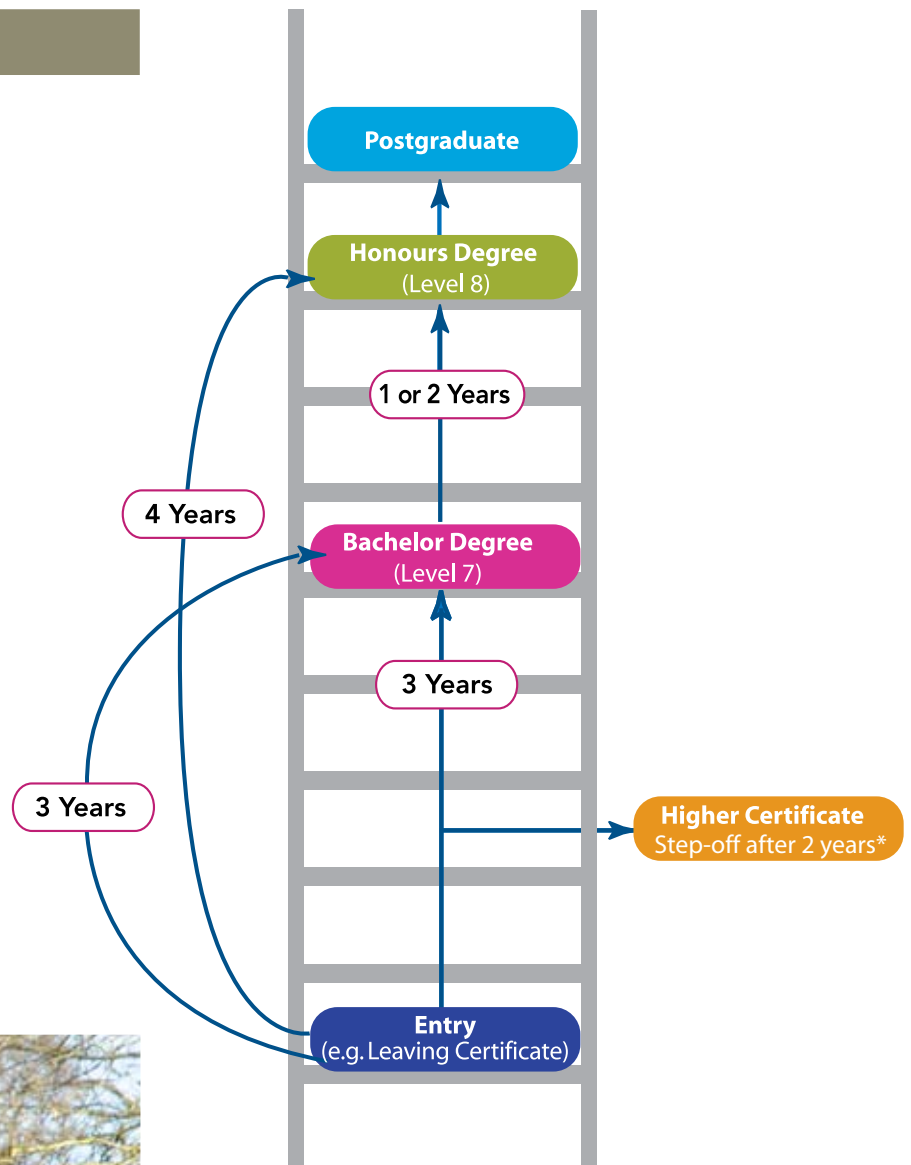 Postgraduate
Honours Degree
(Level 8)
1 or 2 Years
4 Years
Bachelor Degree
(Level 7)
3 Years
3 Years
Higher Certificate
Step-off after 2 years*
Entry
(e.g. Leaving Certificate)